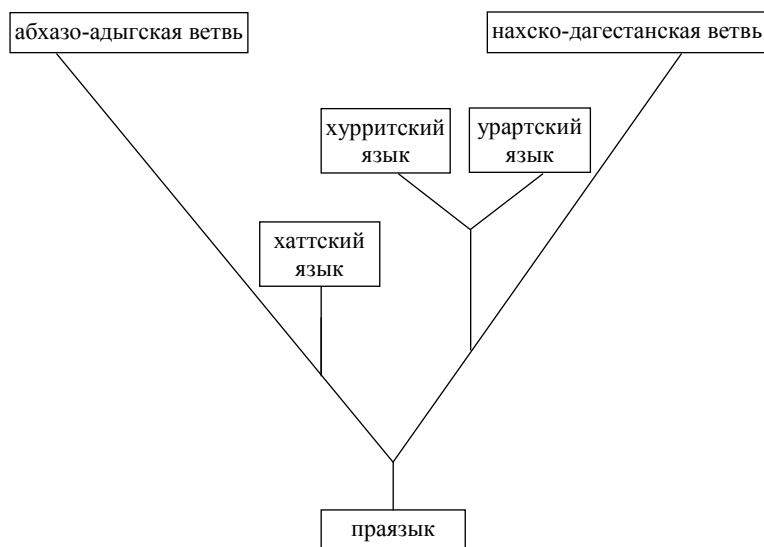 абхазо-адыгская ветвь
нахско-дагестанская ветвь
хурритский
язык
урартский
язык
хаттский
язык
праязык